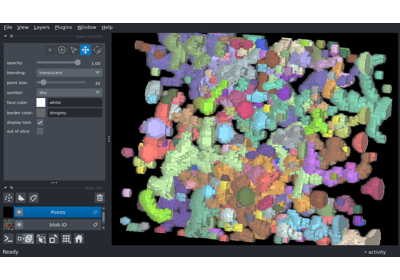 File View Layers Plugins Window Help
opacity: 1.00
blending: translucent
point size: 10
symbol: disc
face color: white
border color: dimgrey
display text: ✓
out of slice:
Points
blob ID
Ready
activity